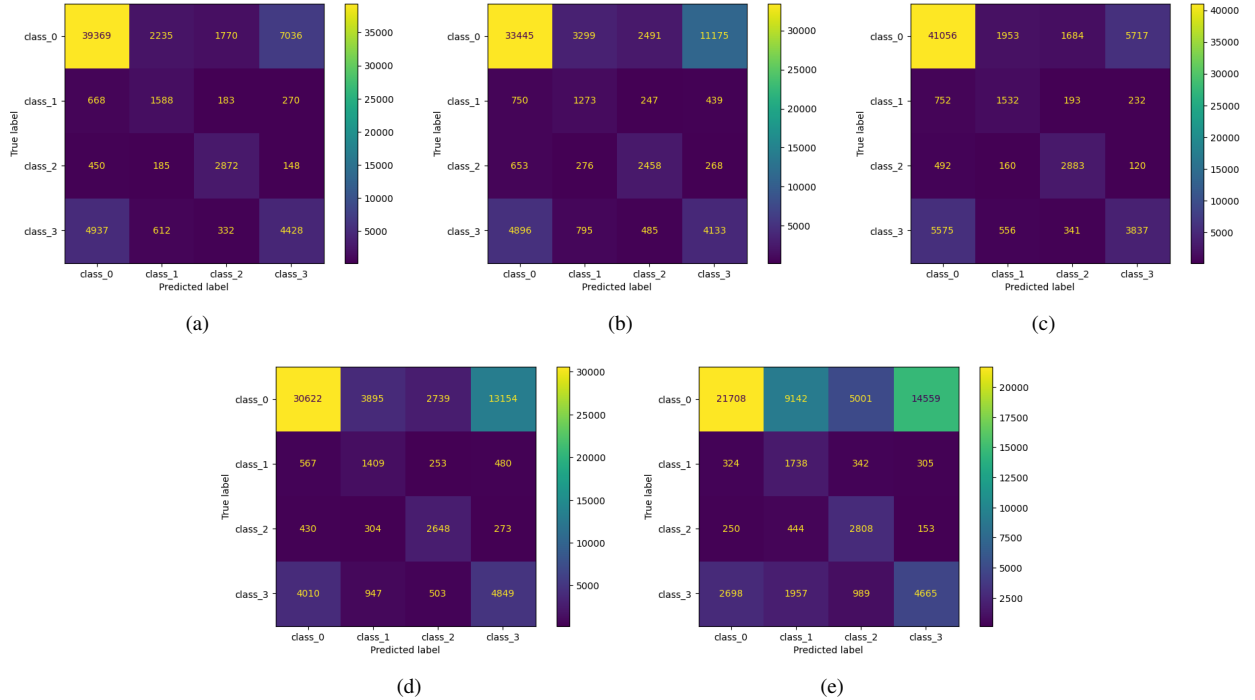 class_0 39369 2235 1770 7036
class_1 668 1588 183 270
class_2 450 185 2872 148
class_3 4937 612 332 4428
class_0 class_1 class_2 class_3
True label
Predicted label
35000
30000
25000
20000
15000
10000
5000
(a)
class_0 33445 3299 2491 11175
class_1 750 1273 247 439
class_2 653 276 2458 268
class_3 4896 795 485 4133
class_0 class_1 class_2 class_3
True label
Predicted label
30000
25000
20000
15000
10000
5000
(b)
class_0 41056 1953 1684 5717
class_1 752 1532 193 232
class_2 492 160 2883 120
class_3 5575 556 341 3837
class_0 class_1 class_2 class_3
True label
Predicted label
40000
35000
30000
25000
20000
15000
10000
5000
(c)
class_0 30622 3895 2739 13154
class_1 567 1409 253 480
class_2 430 304 2648 273
class_3 4010 947 503 4849
class_0 class_1 class_2 class_3
True label
Predicted label
30000
25000
20000
15000
10000
5000
(d)
class_0 21708 9142 5001 14559
class_1 324 1738 342 305
class_2 250 444 2808 153
class_3 2698 1957 989 4665
class_0 class_1 class_2 class_3
True label
Predicted label
20000
17500
15000
12500
10000
7500
5000
2500
(e)